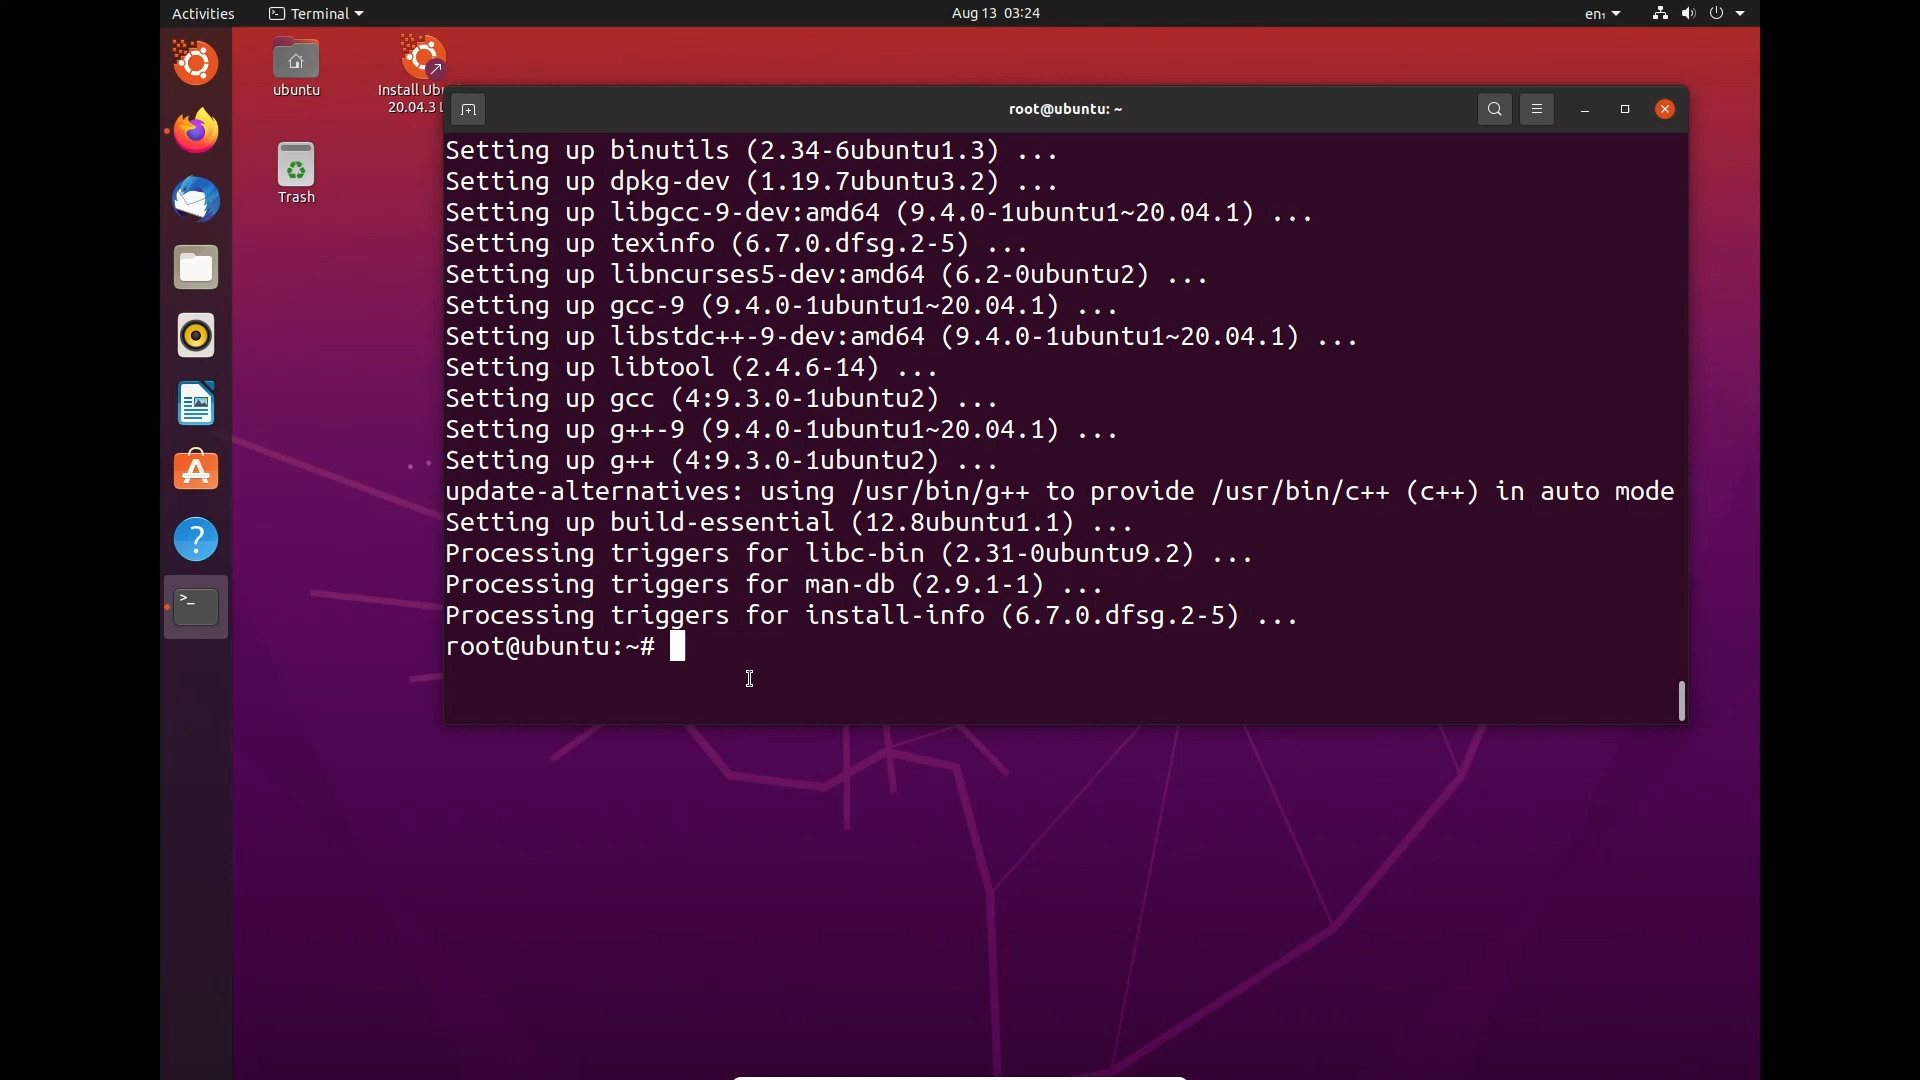 Activities
Terminal
Aug 13 03:24
en₁
ubuntu
Install Ubu
20.04.3 L
Trash
root@ubuntu: ~
Setting up binutils (2.34-6ubuntu1.3) ...
Setting up dpkg-dev (1.19.7ubuntu3.2) ...
Setting up libgcc-9-dev:amd64 (9.4.0-1ubuntu1~20.04.1) ...
Setting up texinfo (6.7.0.dfsg.2-5) ...
Setting up libncurses5-dev:amd64 (6.2-0ubuntu2) ...
Setting up gcc-9 (9.4.0-1ubuntu1~20.04.1) ...
Setting up libstdc++-9-dev:amd64 (9.4.0-1ubuntu1~20.04.1) ...
Setting up libtool (2.4.6-14) ...
Setting up gcc (4:9.3.0-1ubuntu2) ...
Setting up g++-9 (9.4.0-1ubuntu1~20.04.1) ...
Setting up g++ (4:9.3.0-1ubuntu2) ...
update-alternatives: using /usr/bin/g++ to provide /usr/bin/c++ (c++) in auto mode
Setting up build-essential (12.8ubuntu1.1) ...
Processing triggers for libc-bin (2.31-0ubuntu9.2) ...
Processing triggers for man-db (2.9.1-1) ...
Processing triggers for install-info (6.7.0.dfsg.2-5) ...
root@ubuntu:~#